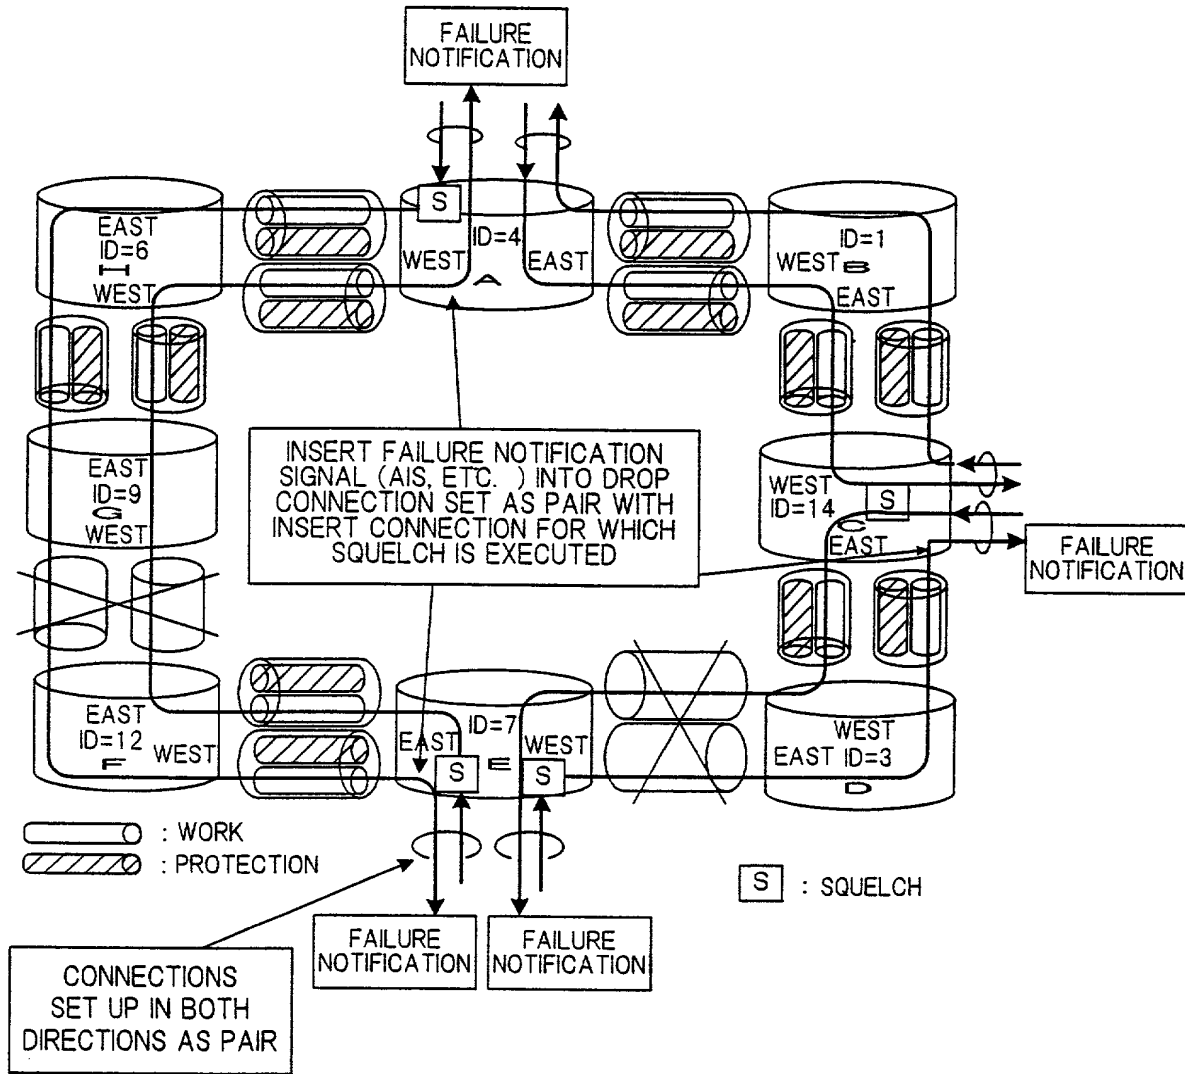 FAILURE
NOTIFICATION
EAST
ID=6
H
WEST
S
ID=4
WEST
EAST
A
ID=1
WEST B
EAST
EAST
ID=9
G
WEST
INSERT FAILURE NOTIFICATION
SIGNAL (AIS, ETC. ) INTO DROP
CONNECTION SET AS PAIR WITH
INSERT CONNECTION FOR WHICH
SQUELCH IS EXECUTED
WEST
ID=14
S
C
EAST
FAILURE
NOTIFICATION
EAST
ID=12
WEST
F
ID=7
EAST
WEST
S
E
S
WEST
EAST ID=3
D
: WORK
: PROTECTION
S : SQUELCH
FAILURE
NOTIFICATION
FAILURE
NOTIFICATION
CONNECTIONS
SET UP IN BOTH
DIRECTIONS AS PAIR